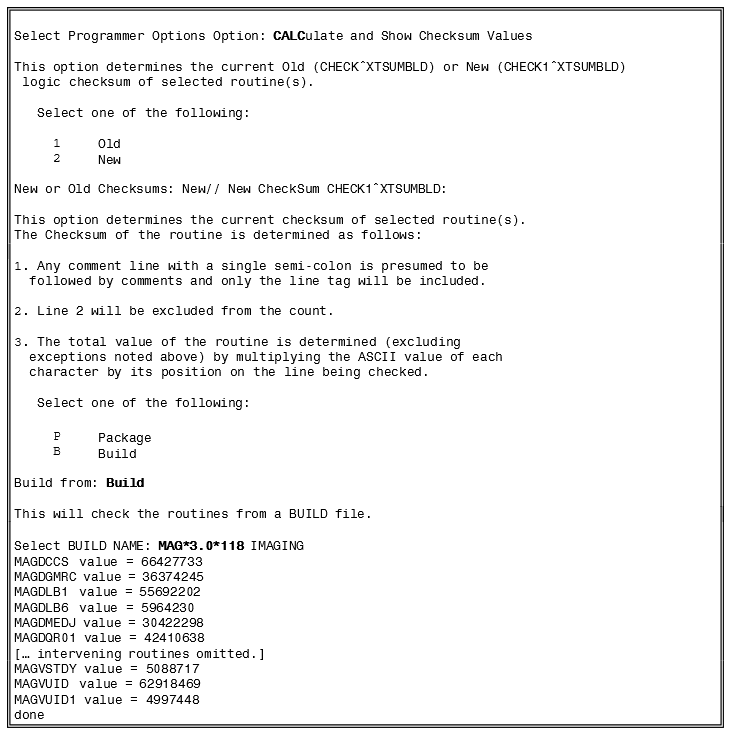 Select Programmer Options Option: CALCulate and Show Checksum Values
This option determines the current Old (CHECK^XTSUMBLD) or New (CHECK1^XTSUMBLD)
logic checksum of selected routine(s).
Select one of the following:
1 Old
2 New
New or Old Checksums: New// New CheckSum CHECK1^XTSUMBLD:
This option determines the current checksum of selected routine(s).
The Checksum of the routine is determined as follows:
1. Any comment line with a single semi-colon is presumed to be
followed by comments and only the line tag will be included.
2. Line 2 will be excluded from the count.
3. The total value of the routine is determined (excluding
exceptions noted above) by multiplying the ASCII value of each
character by its position on the line being checked.
Select one of the following:
P Package
B Build
Build from: Build
This will check the routines from a BUILD file.
Select BUILD NAME: MAG*3.0*118 IMAGING
MAGDCCS value = 66427733
MAGDGMRC value = 36374245
MAGDLB1 value = 55692202
MAGDLB6 value = 5964230
MAGDMEDJ value = 30422298
MAGDQR01 value = 42410638
[… intervening routines omitted.]
MAGVSTDY value = 5088717
MAGVUID value = 62918469
MAGVUID1 value = 4997448
done